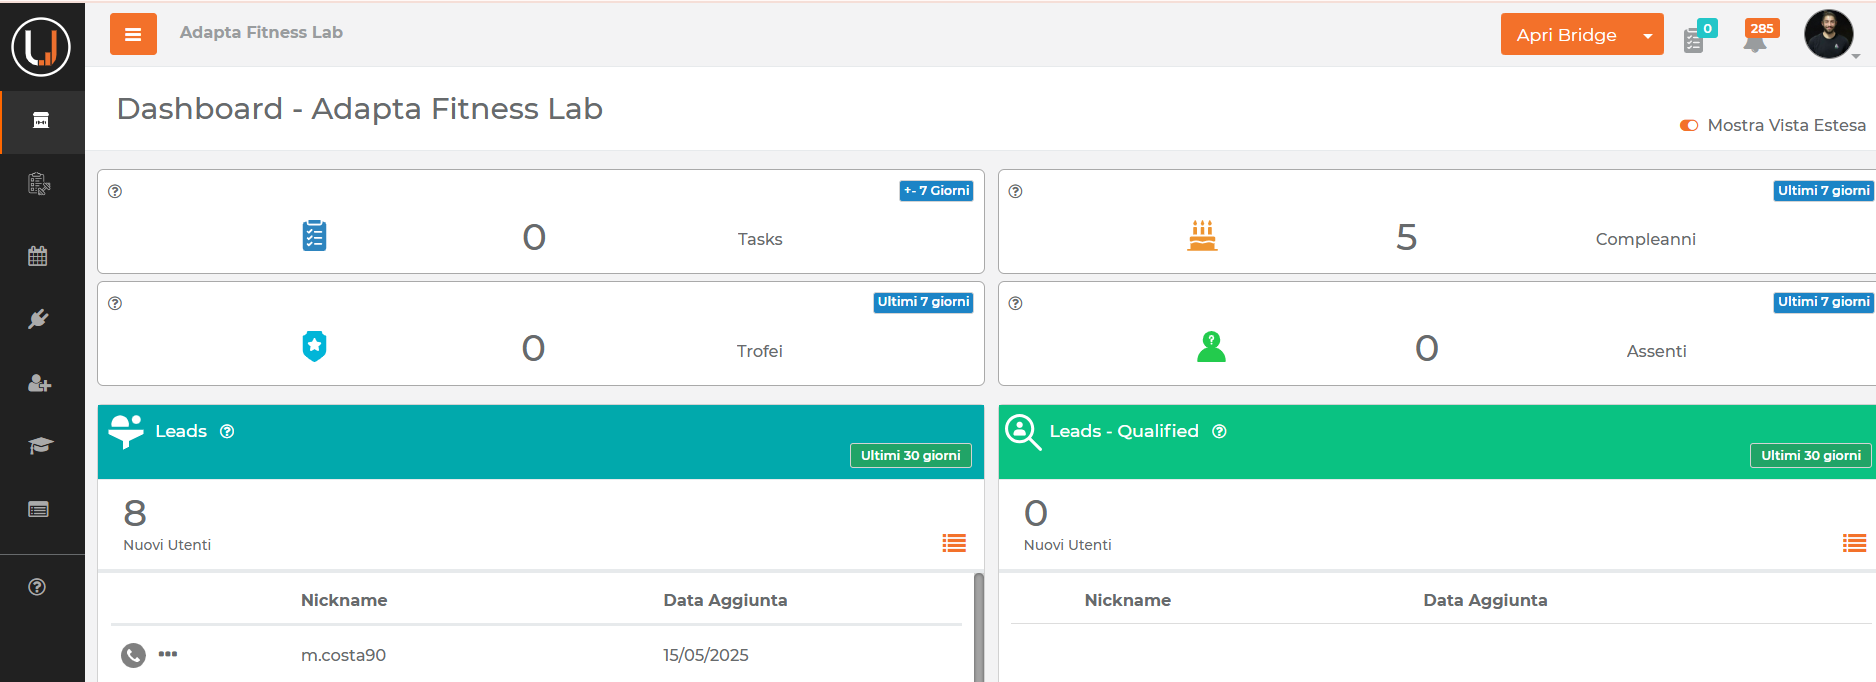 Adapta Fitness Lab
Apri Bridge
0
285
Dashboard - Adapta Fitness Lab
Mostra Vista Estesa
+- 7 Giorni
0
Tasks
Ultimi 7 giorni
5
Compleanni
Ultimi 7 giorni
0
Trofei
Ultimi 7 giorni
0
Assenti
Leads
Ultimi 30 giorni
8
Nuovi Utenti
Nickname
Data Aggiunta
m.costa90
15/05/2025
Leads - Qualified
Ultimi 30 giorni
0
Nuovi Utenti
Nickname
Data Aggiunta